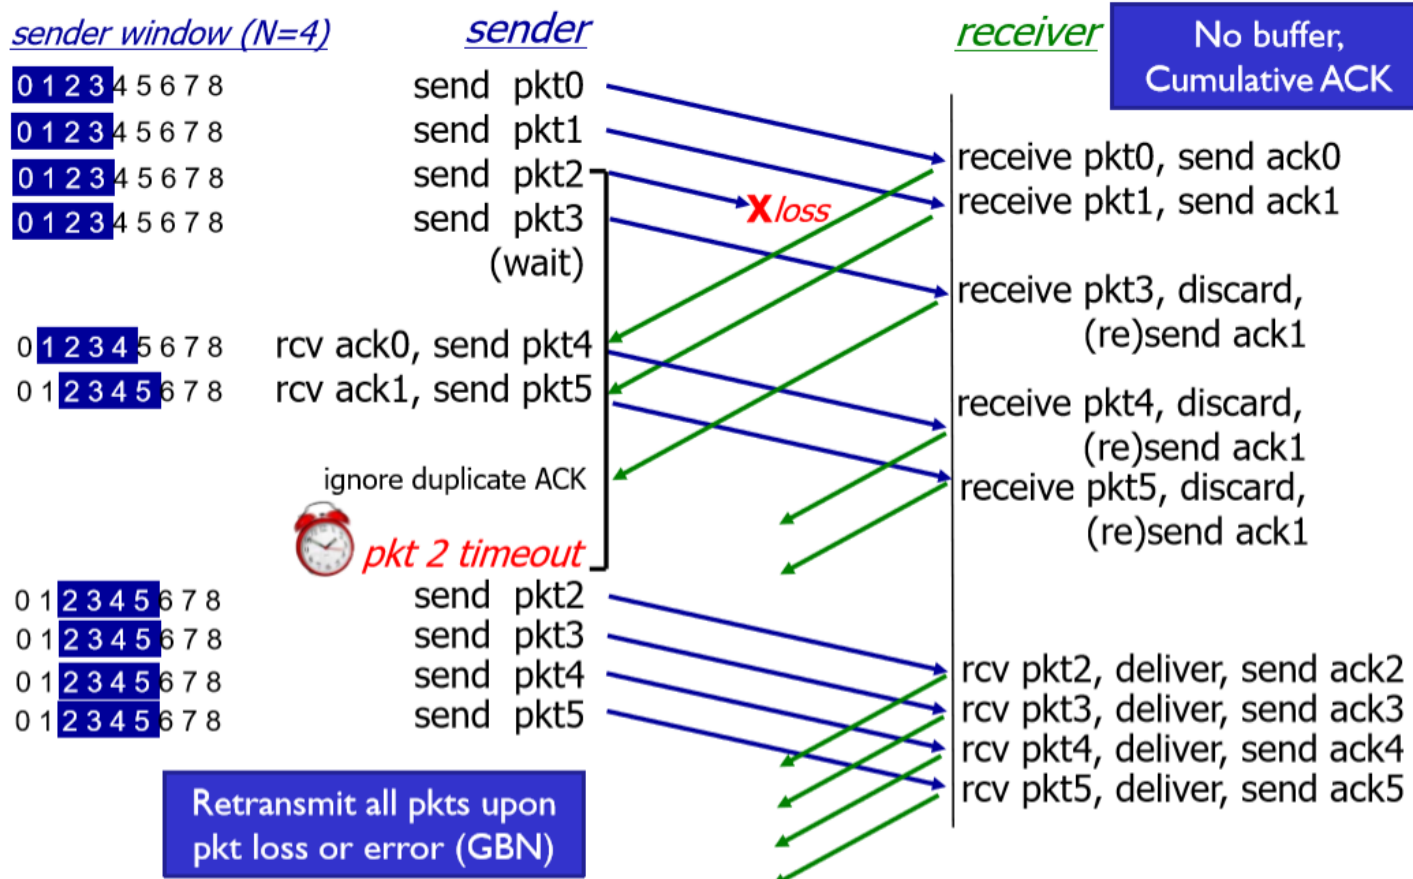 sender window (N=4)
sender
receiver
No buffer,
Cumulative ACK
0 1 2 3 4 5 6 7 8
send pkt0
0 1 2 3 4 5 6 7 8
send pkt1
0 1 2 3 4 5 6 7 8
send pkt2
0 1 2 3 4 5 6 7 8
send pkt3
(wait)
X loss
receive pkt0, send ack0
receive pkt1, send ack1
receive pkt3, discard,
(re)send ack1
0 1 2 3 4 5 6 7 8
rcv ack0, send pkt4
0 1 2 3 4 5 6 7 8
rcv ack1, send pkt5
receive pkt4, discard,
(re)send ack1
receive pkt5, discard,
(re)send ack1
ignore duplicate ACK
pkt 2 timeout
0 1 2 3 4 5 6 7 8
send pkt2
0 1 2 3 4 5 6 7 8
send pkt3
0 1 2 3 4 5 6 7 8
send pkt4
0 1 2 3 4 5 6 7 8
send pkt5
rcv pkt2, deliver, send ack2
rcv pkt3, deliver, send ack3
rcv pkt4, deliver, send ack4
rcv pkt5, deliver, send ack5
Retransmit all pkts upon
pkt loss or error (GBN)